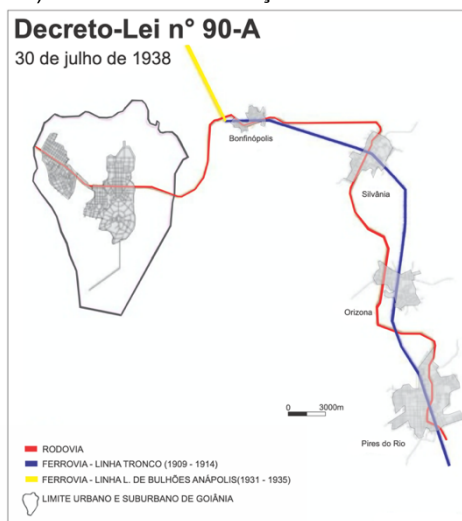 Decreto-Lei n° 90-A
30 de julho de 1938
Bonfinópolis
Silvânia
Orizona
0 3000m
Pires do Rio
RODOVIA
FERROVIA - LINHA TRONCO (1909 - 1914)
FERROVIA - LINHA L. DE BULHÕES ANÁPOLIS(1931 - 1935)
LIMITE URBANO E SUBURBANO DE GOIÂNIA